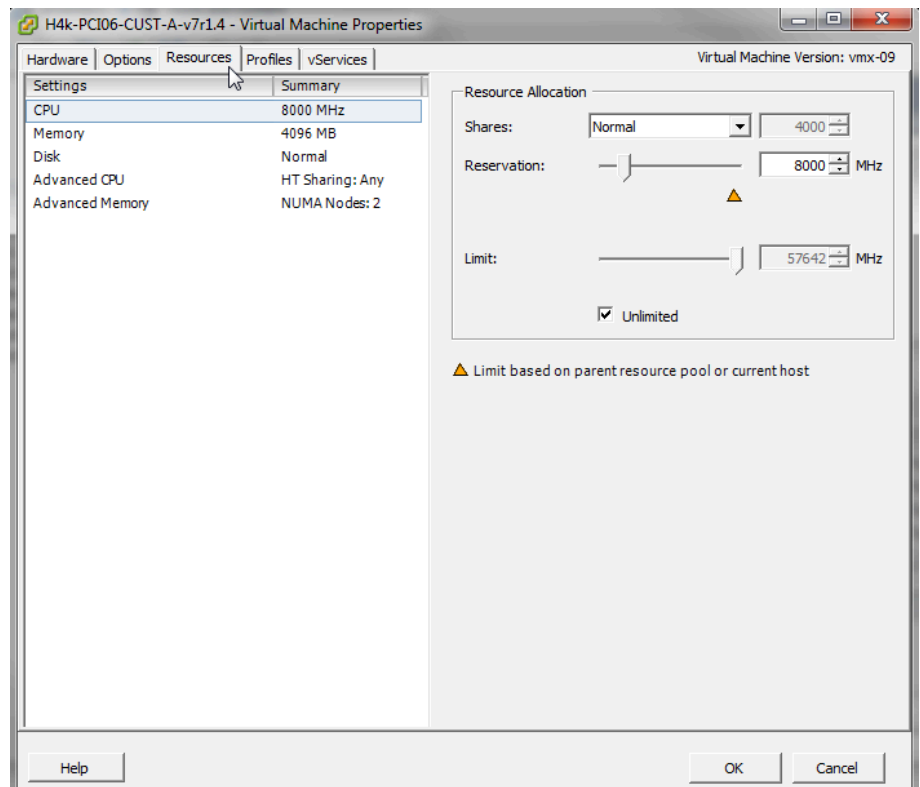 H4k-PCI06-CUST-A-v7r1.4 - Virtual Machine Properties
Hardware Options Resources Profiles vServices Virtual Machine Version: vmx-09
Settings Summary
CPU 8000 MHz
Memory 4096 MB
Disk Normal
Advanced CPU HT Sharing: Any
Advanced Memory NUMA Nodes: 2
Resource Allocation
Shares: Normal 4000
Reservation: 8000 MHz
Limit: 57642 MHz
Unlimited
Limit based on parent resource pool or current host
Help OK Cancel